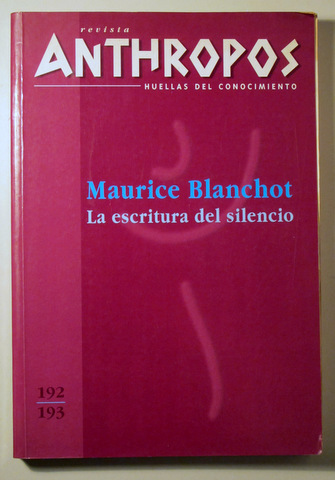 revista
ANTHROPOS
HUELLAS DEL CONOCIMIENTO
Maurice Blanchot
La escritura del silencio
192
193